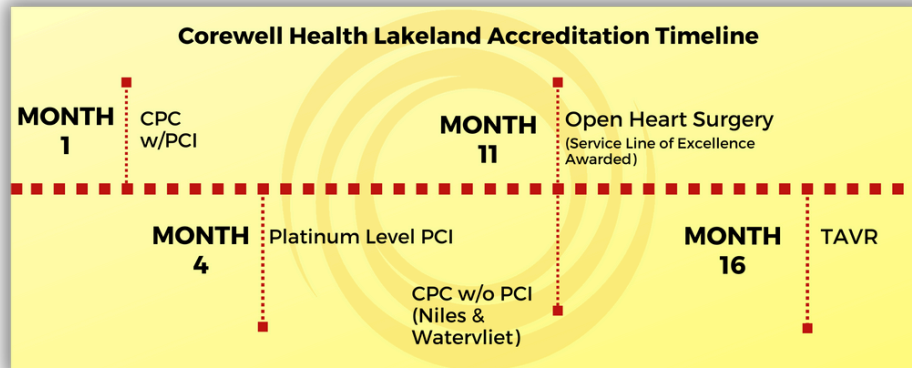 Corewell Health Lakeland Accreditation Timeline
MONTH
1
CPC
w/PCI
MONTH
11
Open Heart Surgery
(Service Line of Excellence
Awarded)
MONTH
4
Platinum Level PCI
CPC w/o PCI
(Niles &
Watervliet)
MONTH
16
TAVR